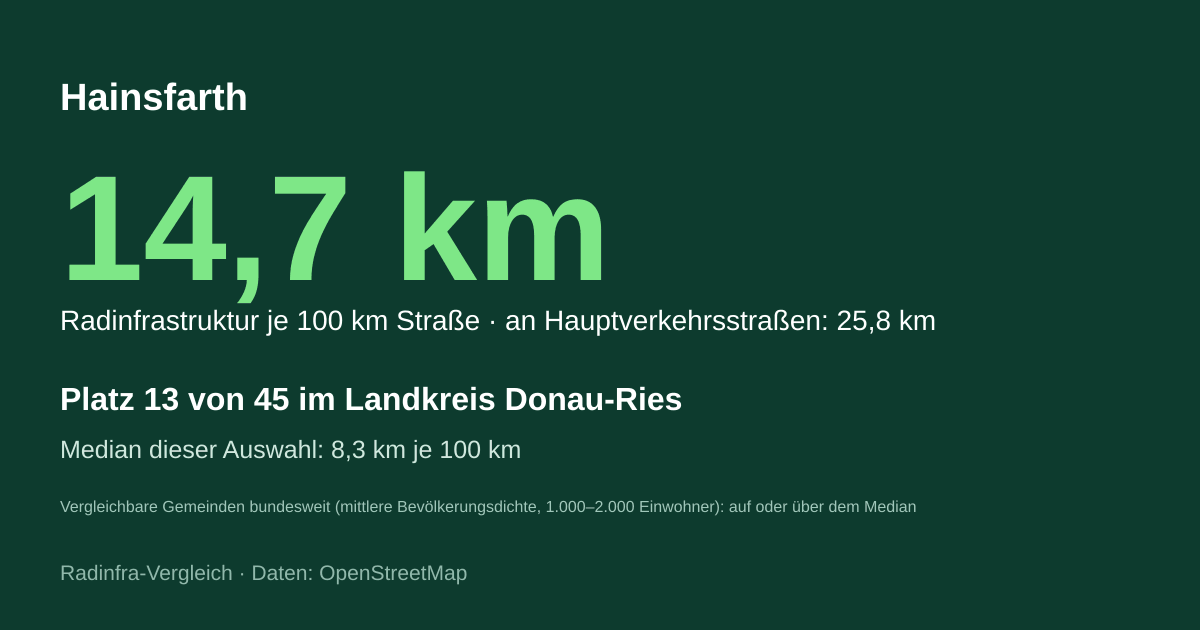 Hainsfarth
14,7 km
Radinfrastruktur je 100 km Straße · an Hauptverkehrsstraßen: 25,8 km
Platz 13 von 45 im Landkreis Donau-Ries
Median dieser Auswahl: 8,3 km je 100 km
Vergleichbare Gemeinden bundesweit (mittlere Bevölkerungsdichte, 1.000–2.000 Einwohner): auf oder über dem Median
Radinfra-Vergleich · Daten: OpenStreetMap